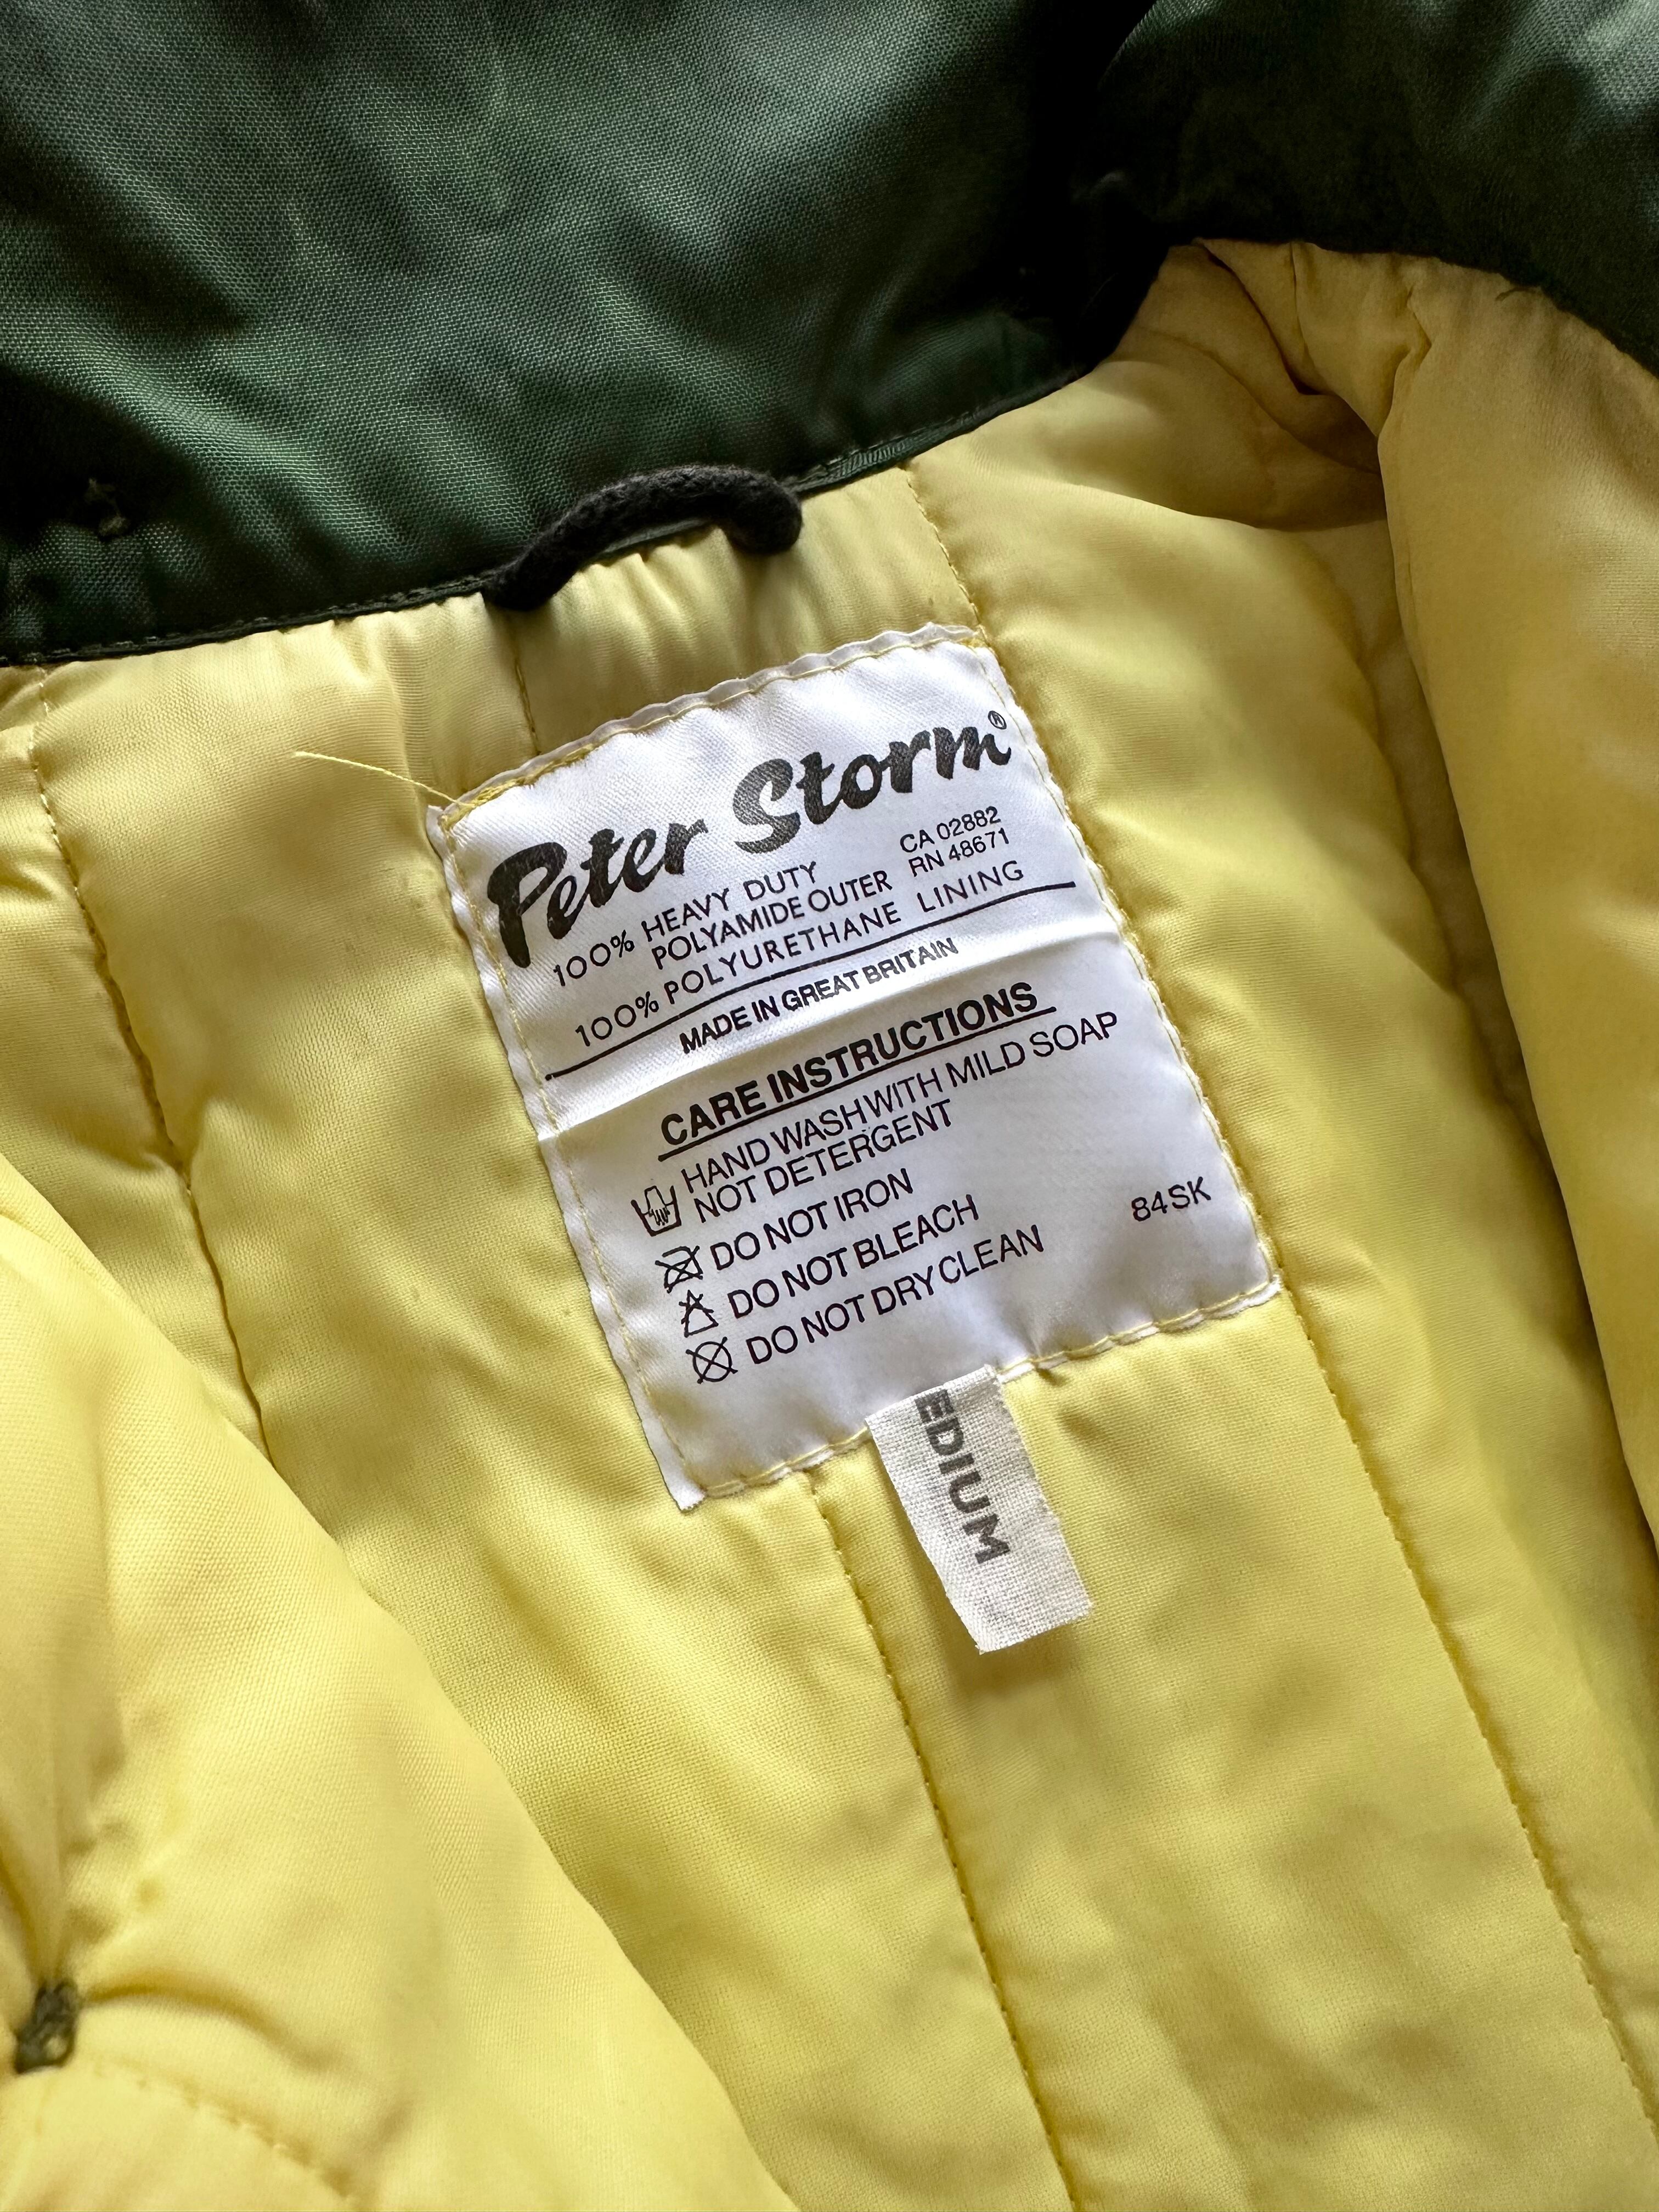 Peter Storm®
100% HEAVY DUTY CA 02882
POLYAMIDE OUTER RN 48671
100% POLYURETHANE LINING
MADE IN GREAT BRITAIN
CARE INSTRUCTIONS
HAND WASH WITH MILD SOAP
NOT DETERGENT
DO NOT IRON
DO NOT BLEACH 84SK
DO NOT DRY CLEAN
EDIUM